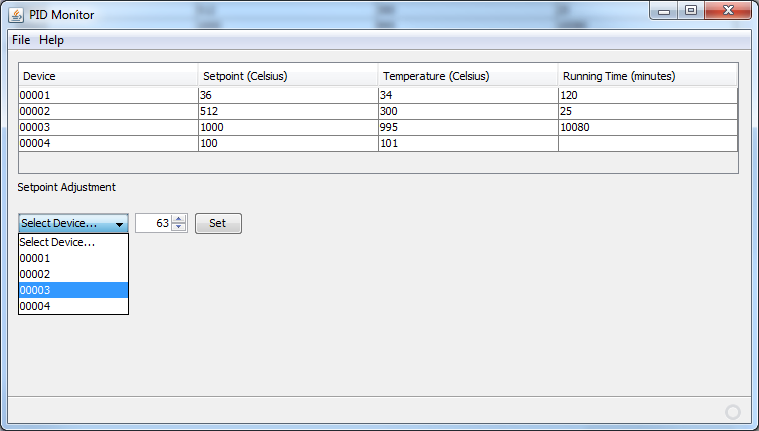 PID Monitor
File Help
Device Setpoint (Celsius) Temperature (Celsius) Running Time (minutes)
00001 36 34 120
00002 512 300 25
00003 1000 995 10080
00004 100 101
Setpoint Adjustment
Select Device... 63 Set
Select Device...
00001
00002
00003
00004